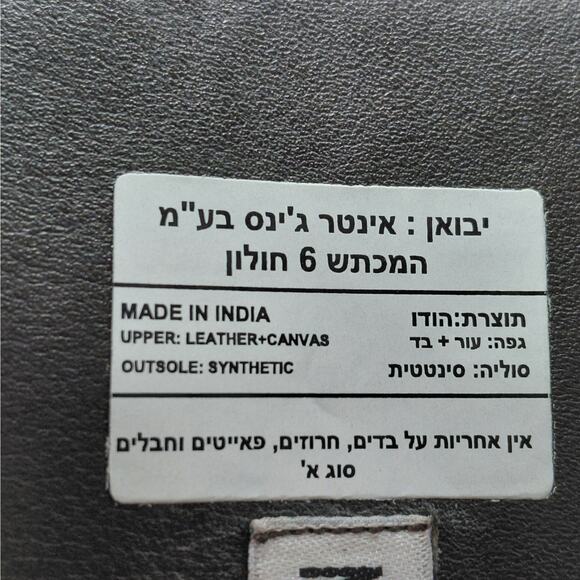 יבואן : אינטר ג'ינס בע"מ
המכתש 6 חולון
MADE IN INDIA
תוצרת:הודו
UPPER: LEATHER+CANVAS
גפה: עור + בד
OUTSOLE: SYNTHETIC
סוליה: סינטטית
אין אחריות על בדים, חרוזים, פאייטים וחבלים
סוג א'